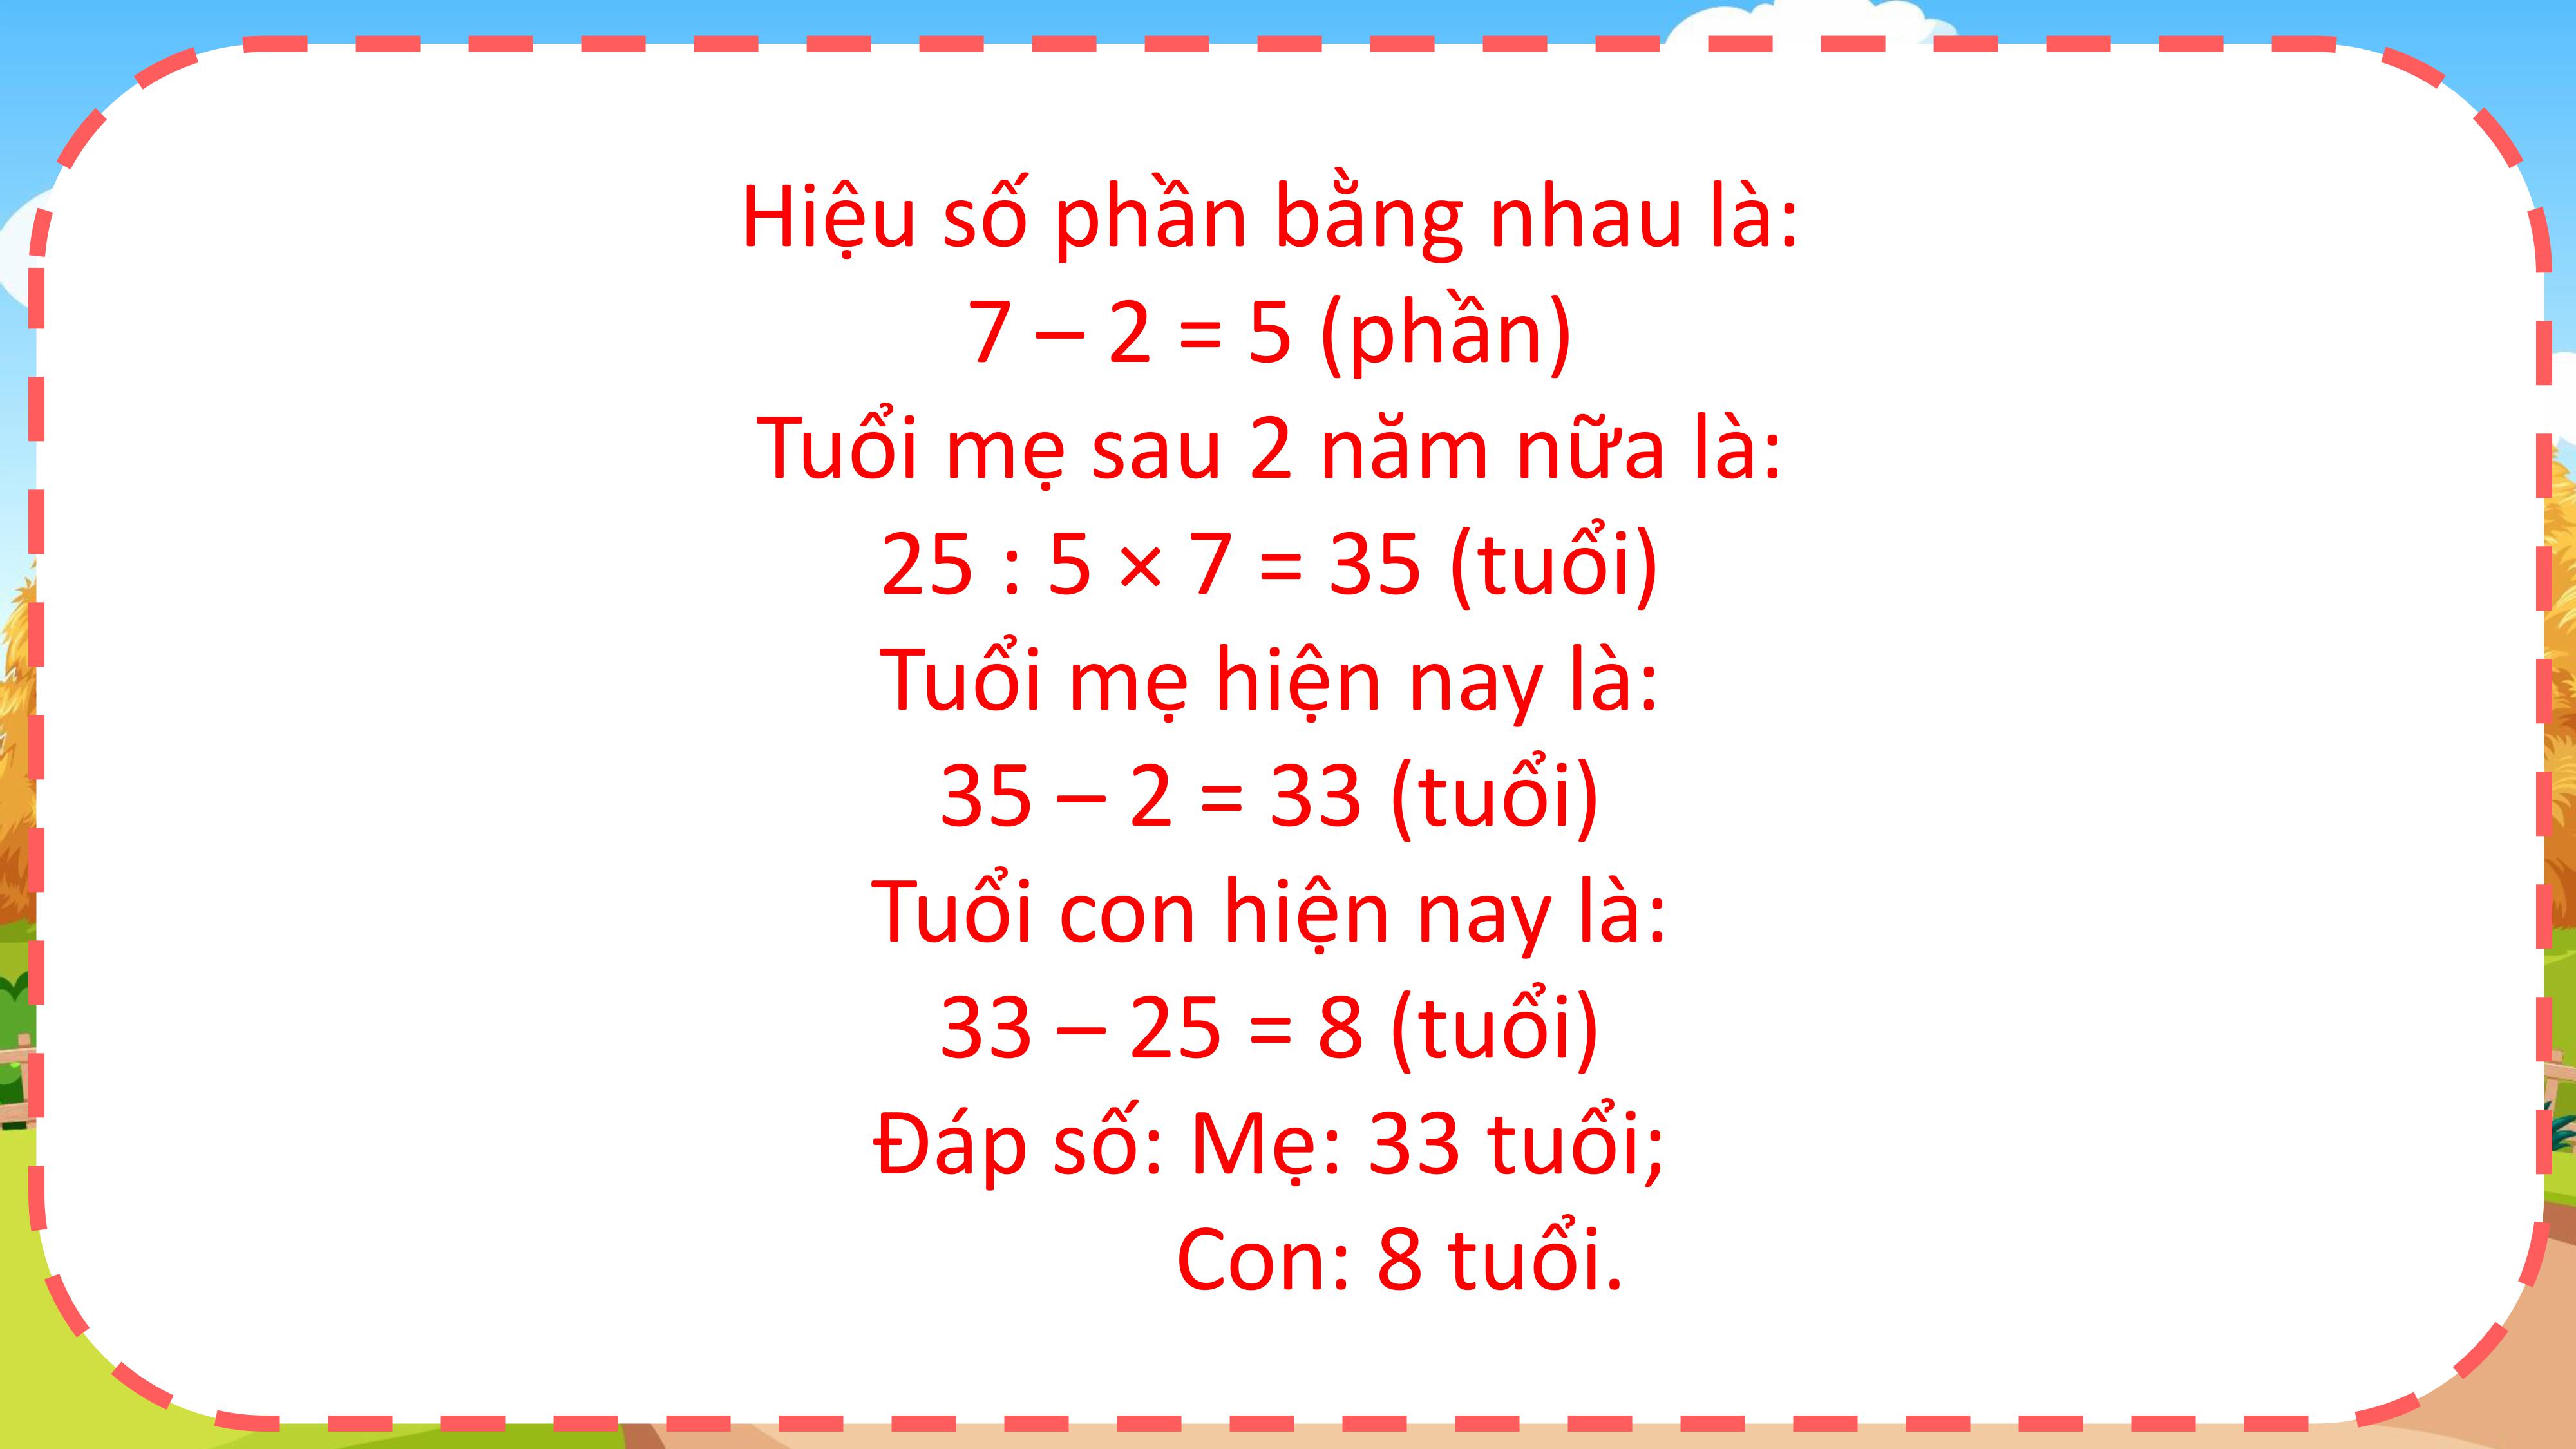 Hiệu số phần bằng nhau là:
7 – 2 = 5 (phần)
Tuổi mẹ sau 2 năm nữa là:
25 : 5 × 7 = 35 (tuổi)
Tuổi mẹ hiện nay là:
35 – 2 = 33 (tuổi)
Tuổi con hiện nay là:
33 – 25 = 8 (tuổi)
Đáp số: Mẹ: 33 tuổi;
Con: 8 tuổi.